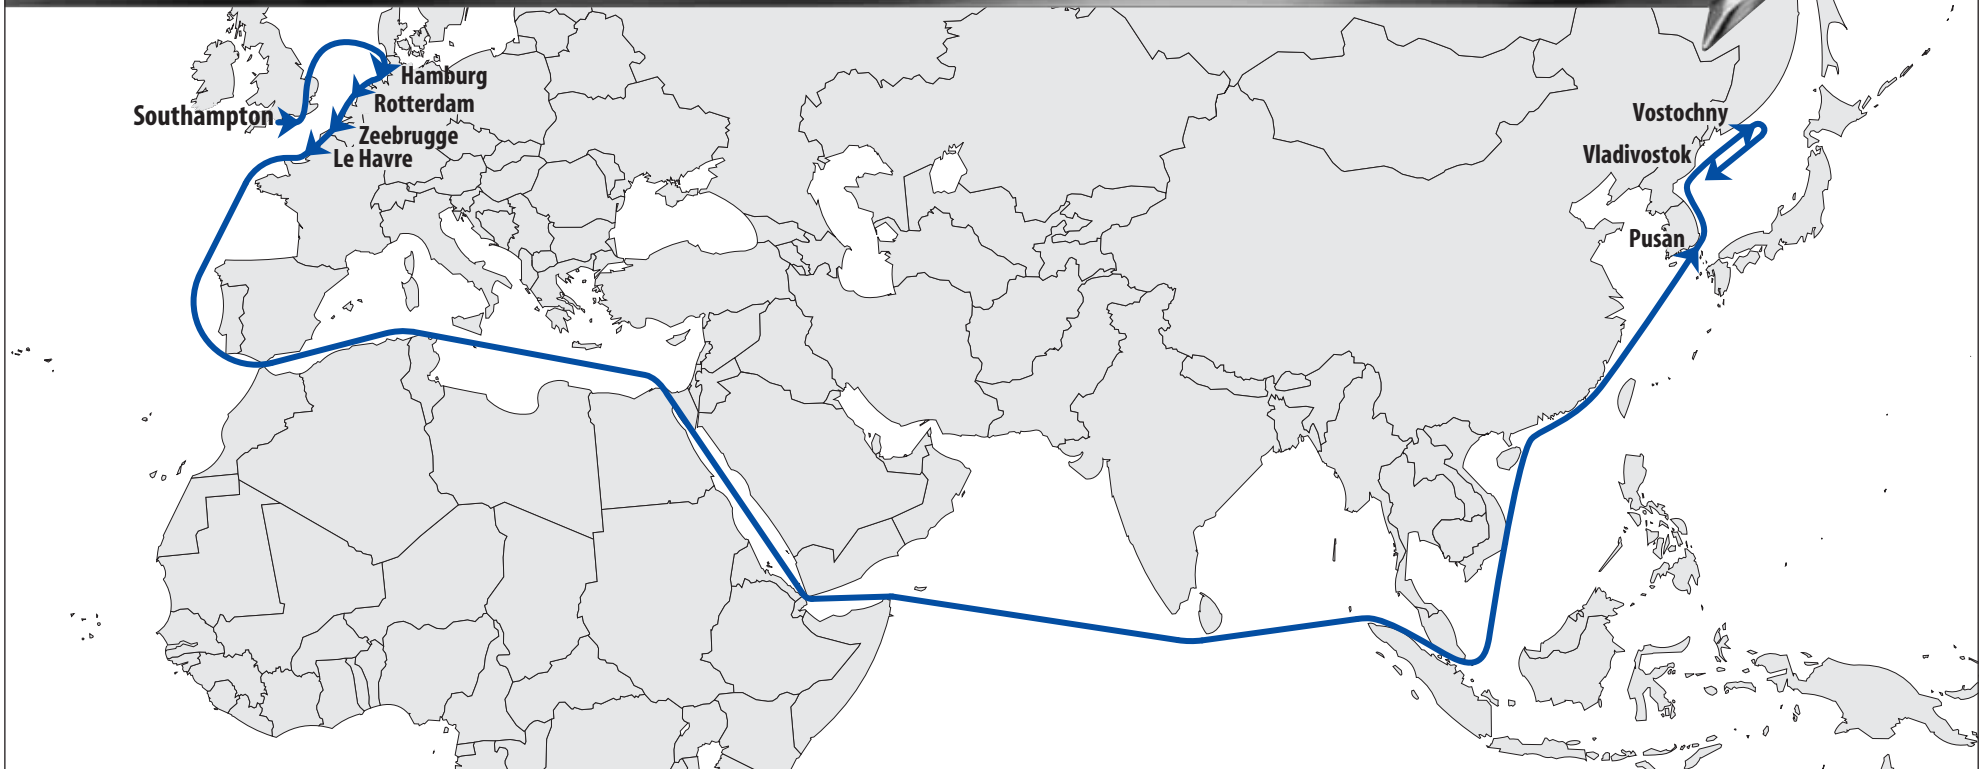 Hamburg
Rotterdam
Southampton
Zeebrugge
Le Havre
Vostochny
Vladivostok
Pusan